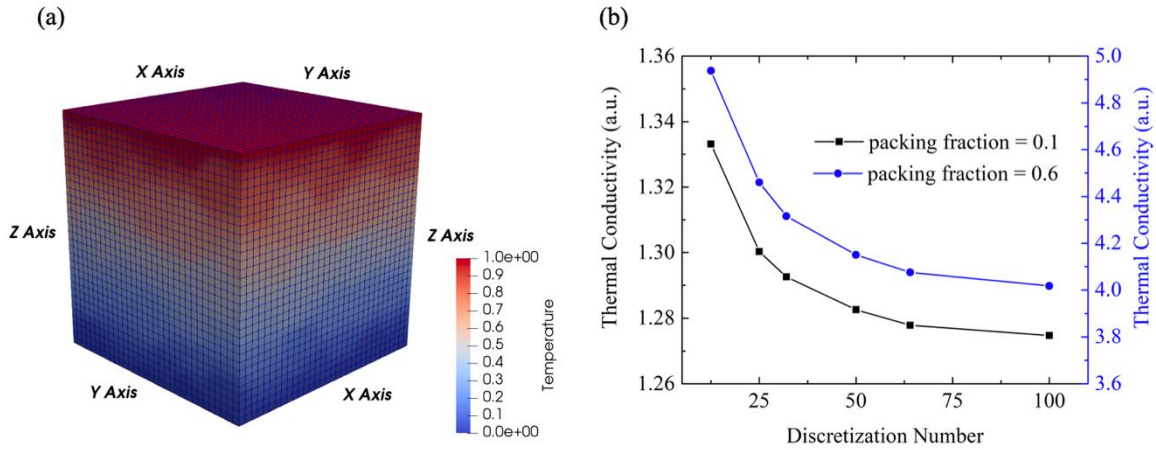 (a)
X Axis
Y Axis
Z Axis
Z Axis
Y Axis
X Axis
1.0e+00
0.9
0.8
0.7
0.6
0.5
0.4
0.3
0.2
0.1
0.0e+00
Temperature
(b)
Thermal Conductivity (a.u.)
1.36
1.34
1.32
1.30
1.28
1.26
packing fraction = 0.1
packing fraction = 0.6
5.0
4.8
4.6
4.4
4.2
4.0
3.8
3.6
Thermal Conductivity (a.u.)
25 50 75 100
Discretization Number